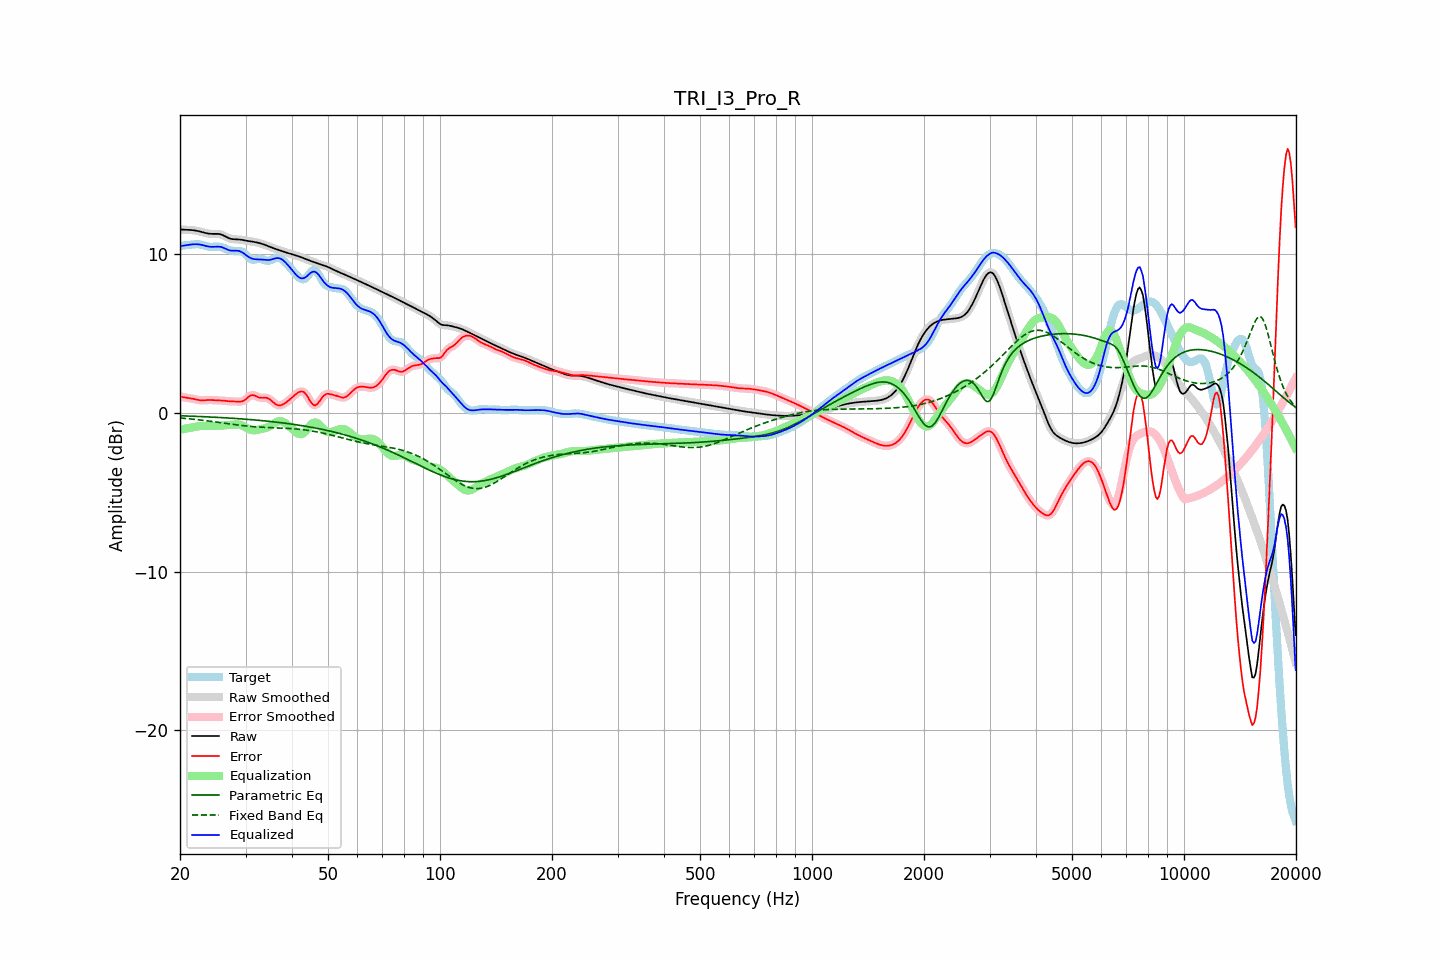 TRI_I3_Pro_R
Amplitude (dBr)
10
0
−10
−20
Target
Raw Smoothed
Error Smoothed
Raw
Error
Equalization
Parametric Eq
Fixed Band Eq
Equalized
20 50 100 200 500 1000 2000 5000 10000 20000
Frequency (Hz)